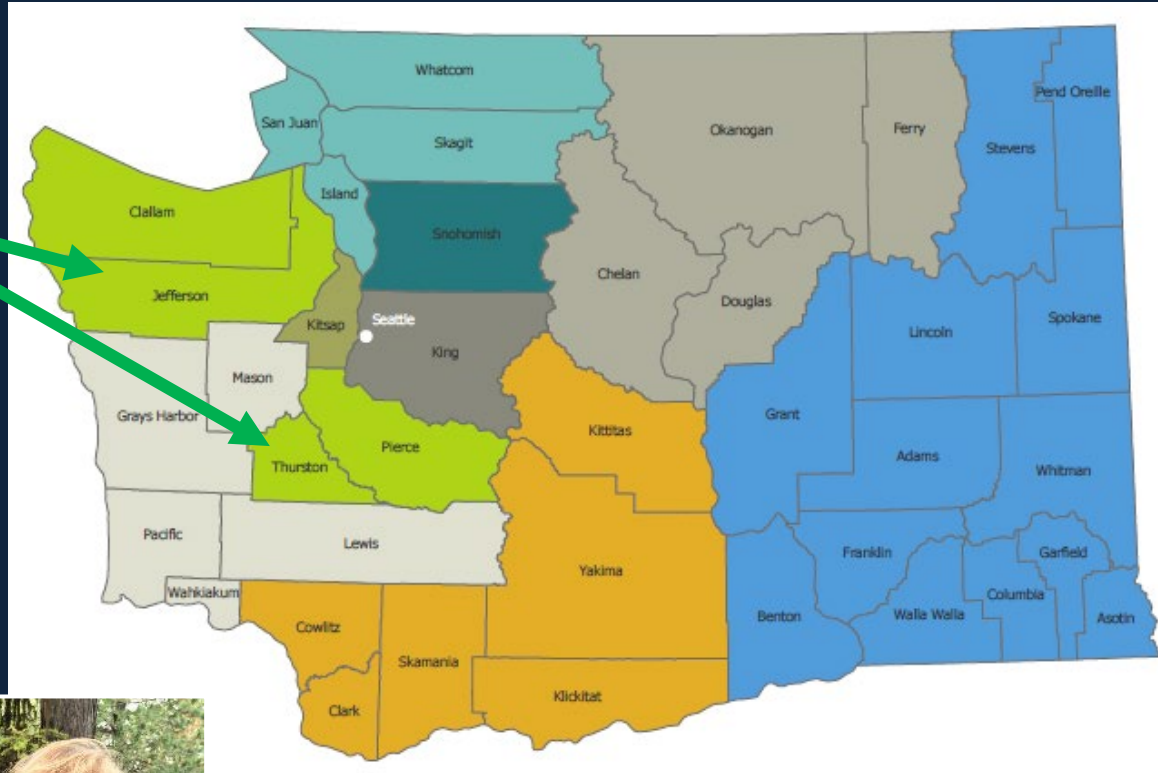 Whatcom
Pend Oreille
San Juan
Okanogan
Ferry
Skagit
Stevens
Island
Clallam
Snohomish
Chelan
Jefferson
Douglas
Kitsap
Seattle
Lincoln
Spokane
King
Mason
Grays Harbor
Grant
Kittitas
Pierce
Adams
Thurston
Whitman
Pacific
Lewis
Franklin
Garfield
Yakima
Wahkiakum
Columbia
Benton
Walla Walla
Asotin
Cowlitz
Skamania
Klickitat
Clark